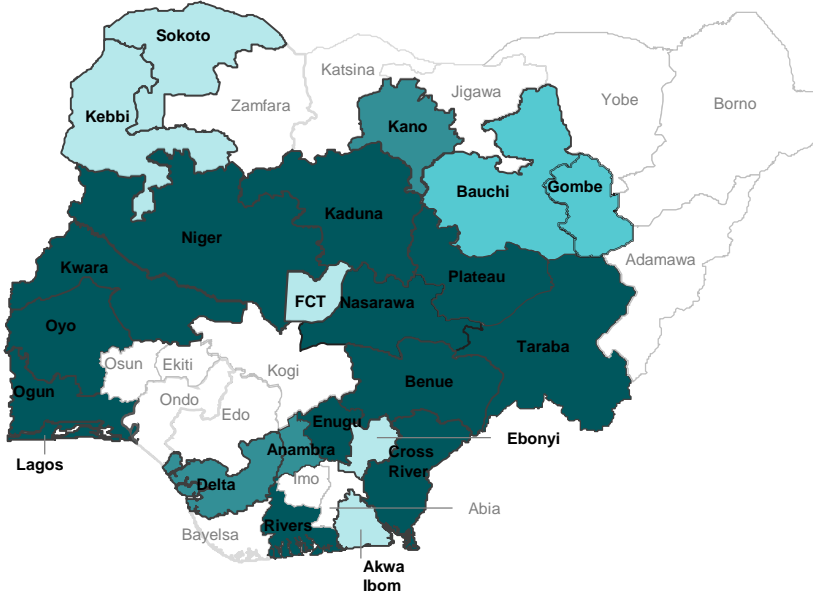 Sokoto
Katsina
Jigawa
Yobe
Borno
Zamfara
Kebbi
Kano
Bauchi
Gombe
Kaduna
Niger
Adamawa
Kwara
Plateau
FCT
Nasarawa
Oyo
Taraba
Osun
Ekiti
Kogi
Benue
Ogun
Ondo
Edo
Enugu
Ebonyi
Anambra
Cross
River
Lagos
Imo
Delta
Abia
Rivers
Bayelsa
Akwa
Ibom